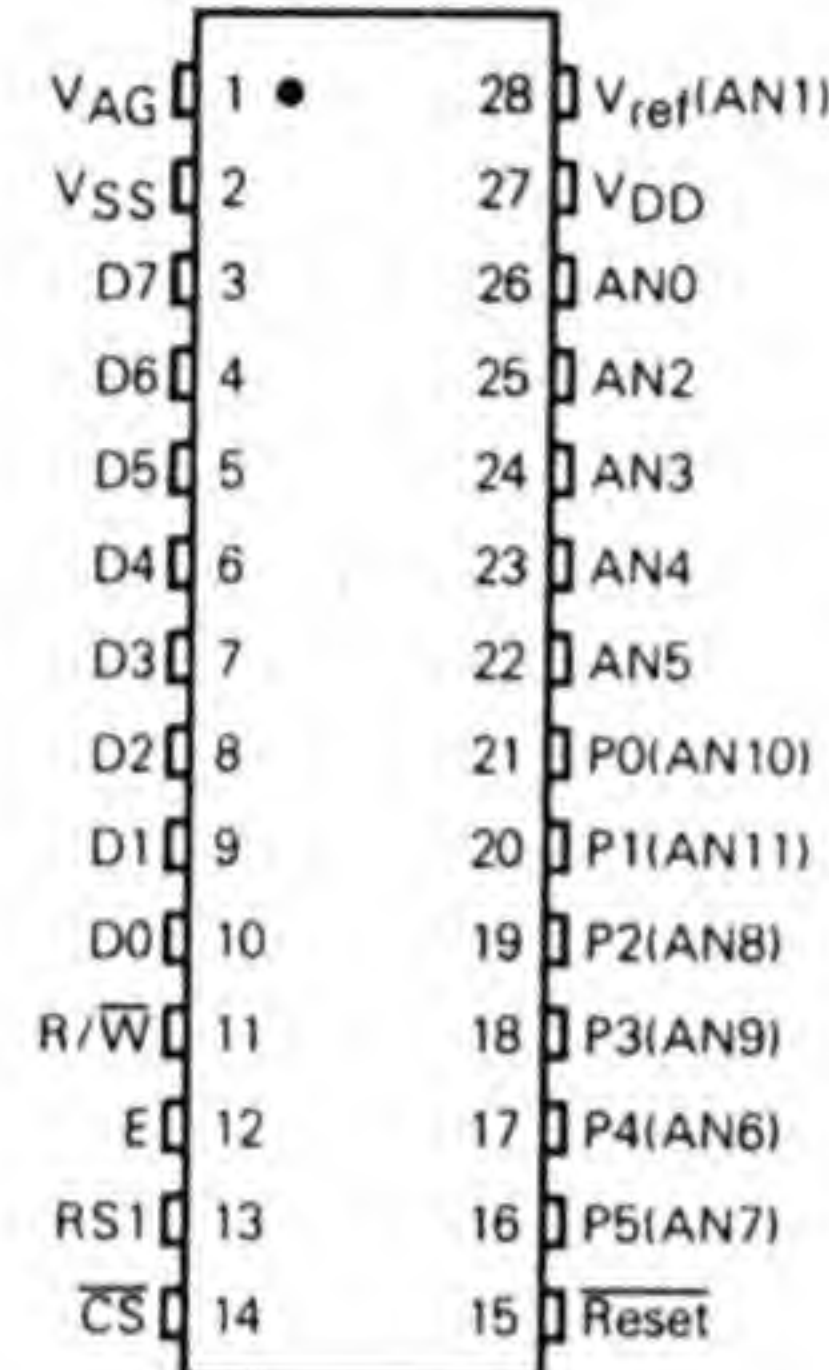 VAG 1 28 Vref(AN1)
VSS 2 27 VDD
D7 3 26 AN0
D6 4 25 AN2
D5 5 24 AN3
D4 6 23 AN4
D3 7 22 AN5
D2 8 21 P0(AN10)
D1 9 20 P1(AN11)
D0 10 19 P2(AN8)
R/W̅ 11 18 P3(AN9)
E 12 17 P4(AN6)
RS1 13 16 P5(AN7)
C̅S̅ 14 15 R̅e̅s̅e̅t̅